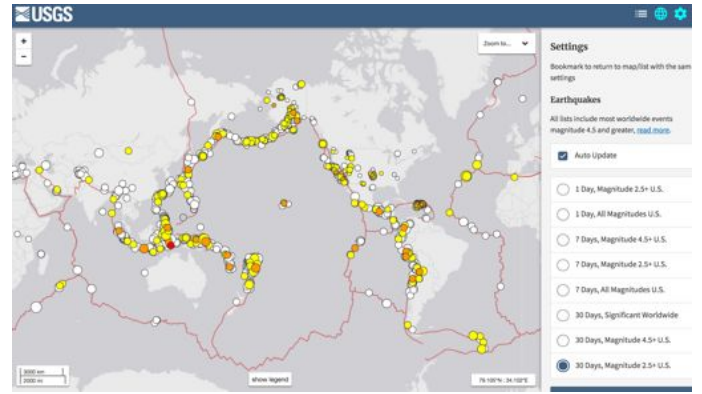 USGS
+
−
Zoom to...
Settings
Bookmark to return to map/list with the sam
settings
Earthquakes
All lists include most worldwide events
magnitude 4.5 and greater, read more.
Auto Update
1 Day, Magnitude 2.5+ U.S.
1 Day, All Magnitudes U.S.
7 Days, Magnitude 4.5+ U.S.
7 Days, Magnitude 2.5+ U.S.
7 Days, All Magnitudes U.S.
30 Days, Significant Worldwide
30 Days, Magnitude 4.5+ U.S.
30 Days, Magnitude 2.5+ U.S.
3000 km
2000 mi
show legend